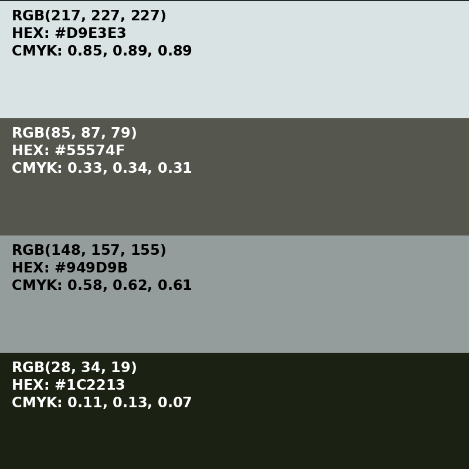 RGB(217, 227, 227)
HEX: #D9E3E3
CMYK: 0.85, 0.89, 0.89
RGB(85, 87, 79)
HEX: #55574F
CMYK: 0.33, 0.34, 0.31
RGB(148, 157, 155)
HEX: #949D9B
CMYK: 0.58, 0.62, 0.61
RGB(28, 34, 19)
HEX: #1C2213
CMYK: 0.11, 0.13, 0.07